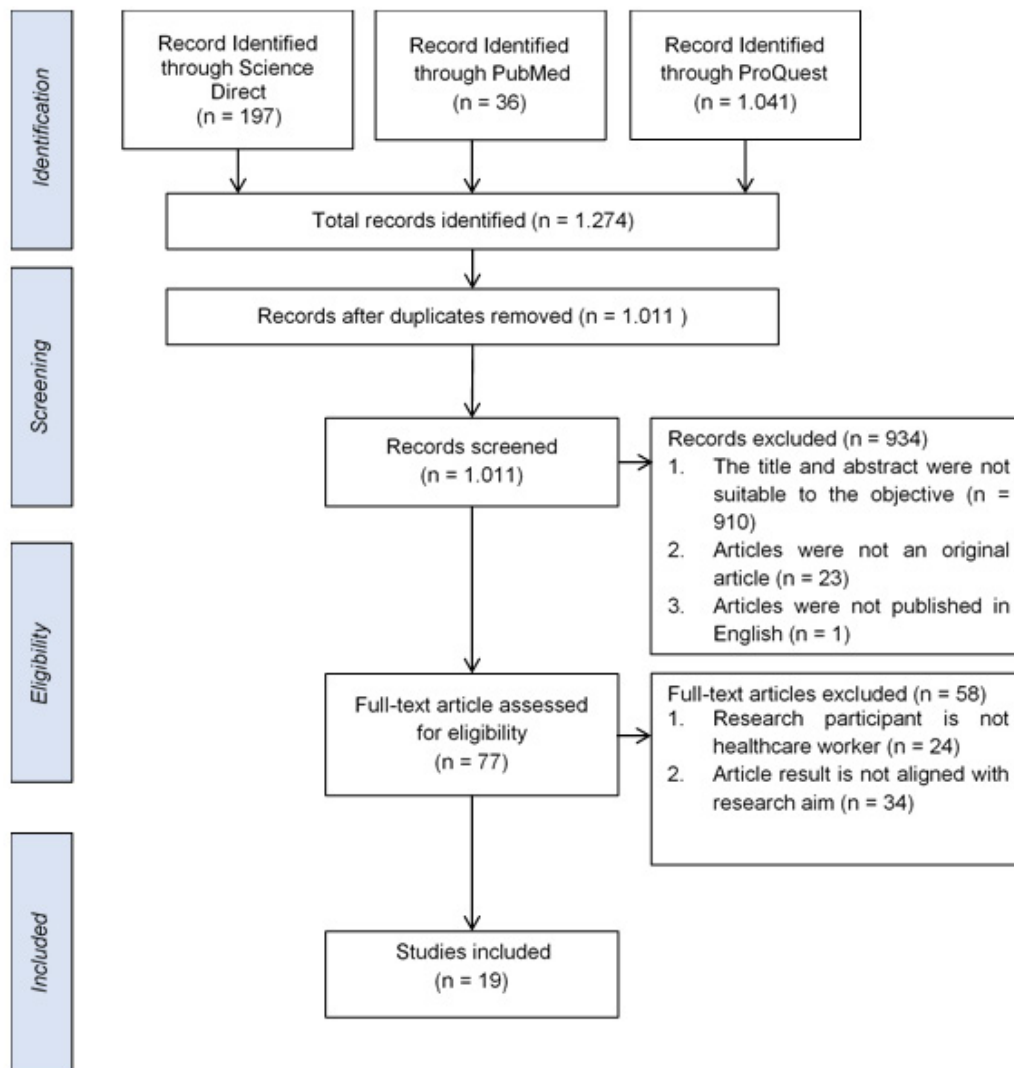 Identification
Record Identified
through Science
Direct
(n = 197)
Record Identified
through PubMed
(n = 36)
Record Identified
through ProQuest
(n = 1.041)
Total records identified (n = 1.274)
Screening
Records after duplicates removed (n = 1.011 )
Records screened
(n = 1.011)
Records excluded (n = 934)
1. The title and abstract were not
suitable to the objective (n =
910)
2. Articles were not an original
article (n = 23)
3. Articles were not published in
English (n = 1)
Eligibility
Full-text article assessed
for eligibility
(n = 77)
Full-text articles excluded (n = 58)
1. Research participant is not
healthcare worker (n = 24)
2. Article result is not aligned with
research aim (n = 34)
Included
Studies included
(n = 19)